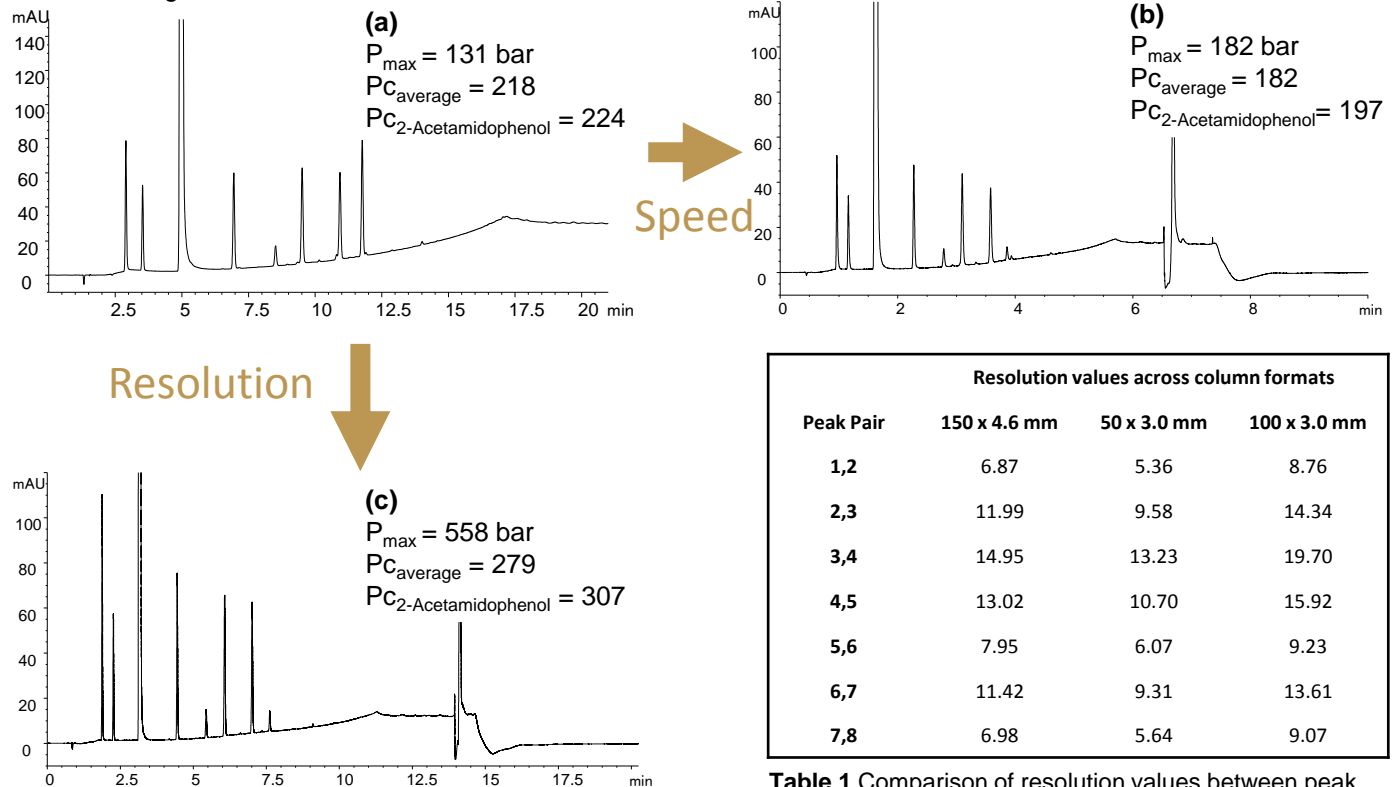 mAU
(a)
Pmax = 131 bar
Pcaverage = 218
Pc2-Acetamidophenol = 224
140
120
100
80
60
40
20
0
2.5 5 7.5 10 12.5 15 17.5 20 min
Speed
mAU
(b)
Pmax = 182 bar
Pcaverage = 182
Pc2-Acetamidophenol= 197
100
80
60
40
20
0
0 2 4 6 8 min
Resolution
mAU
(c)
Pmax = 558 bar
Pcaverage = 279
Pc2-Acetamidophenol = 307
100
80
60
40
20
0
0 2.5 5 7.5 10 12.5 15 17.5 min
Resolution values across column formats
Peak Pair 150 x 4.6 mm 50 x 3.0 mm 100 x 3.0 mm
1,2 6.87 5.36 8.76
2,3 11.99 9.58 14.34
3,4 14.95 13.23 19.70
4,5 13.02 10.70 15.92
5,6 7.95 6.07 9.23
6,7 11.42 9.31 13.61
7,8 6.98 5.64 9.07
Table 1 Comparison of resolution values between peak